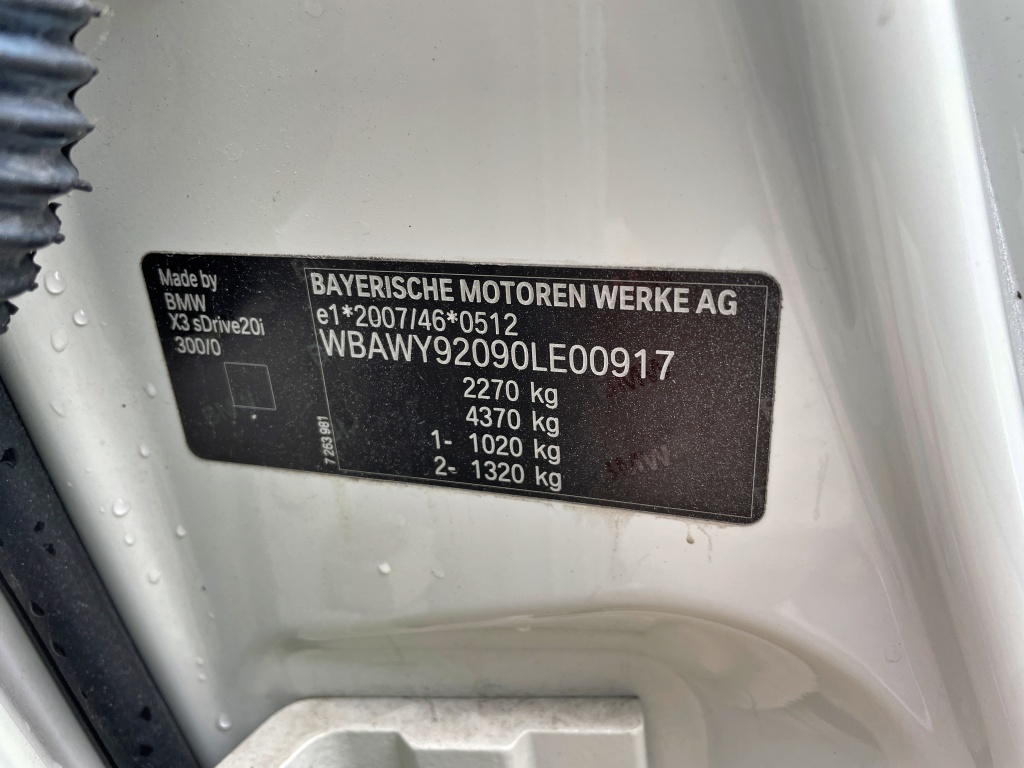 Made by
BMW
X3 sDrive20i
300/0
BAYERISCHE MOTOREN WERKE AG
e1*2007/46*0512
WBAWY92090LE00917
2270 kg
4370 kg
1- 1020 kg
2- 1320 kg
7 263 981
BMW